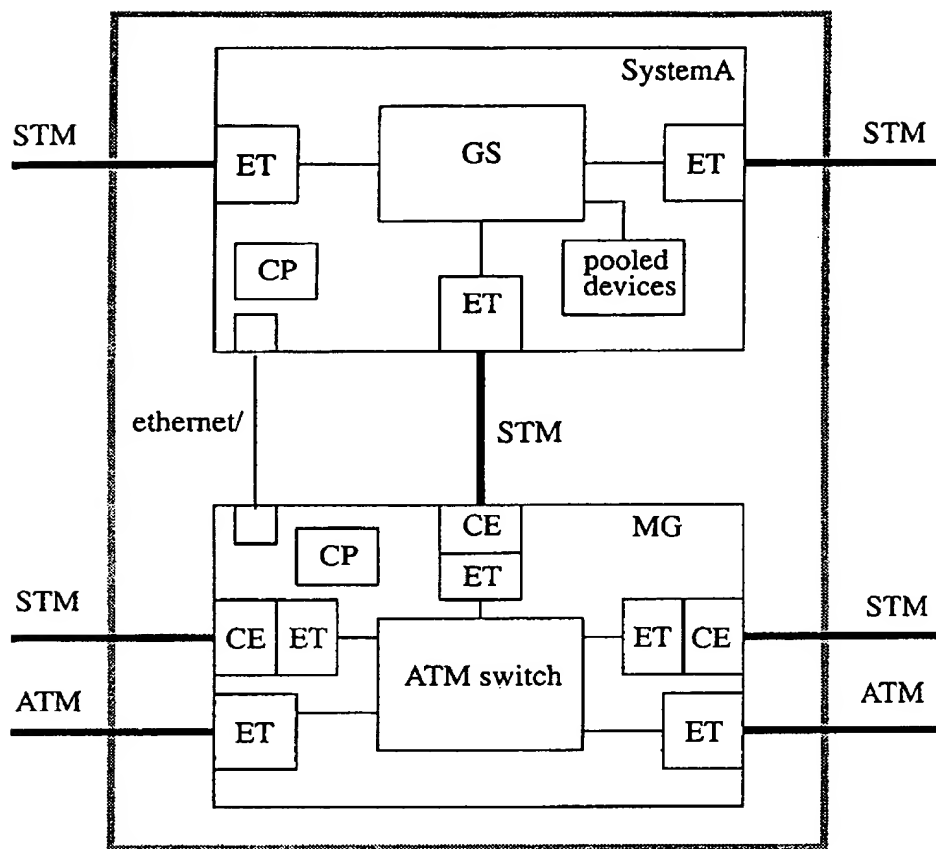 SystemA
STM
STM
ET
GS
ET
CP
pooled
devices
ET
ethernet/
STM
CE
MG
CP
ET
STM
STM
CE ET
ET CE
ATM switch
ATM
ATM
ET
ET